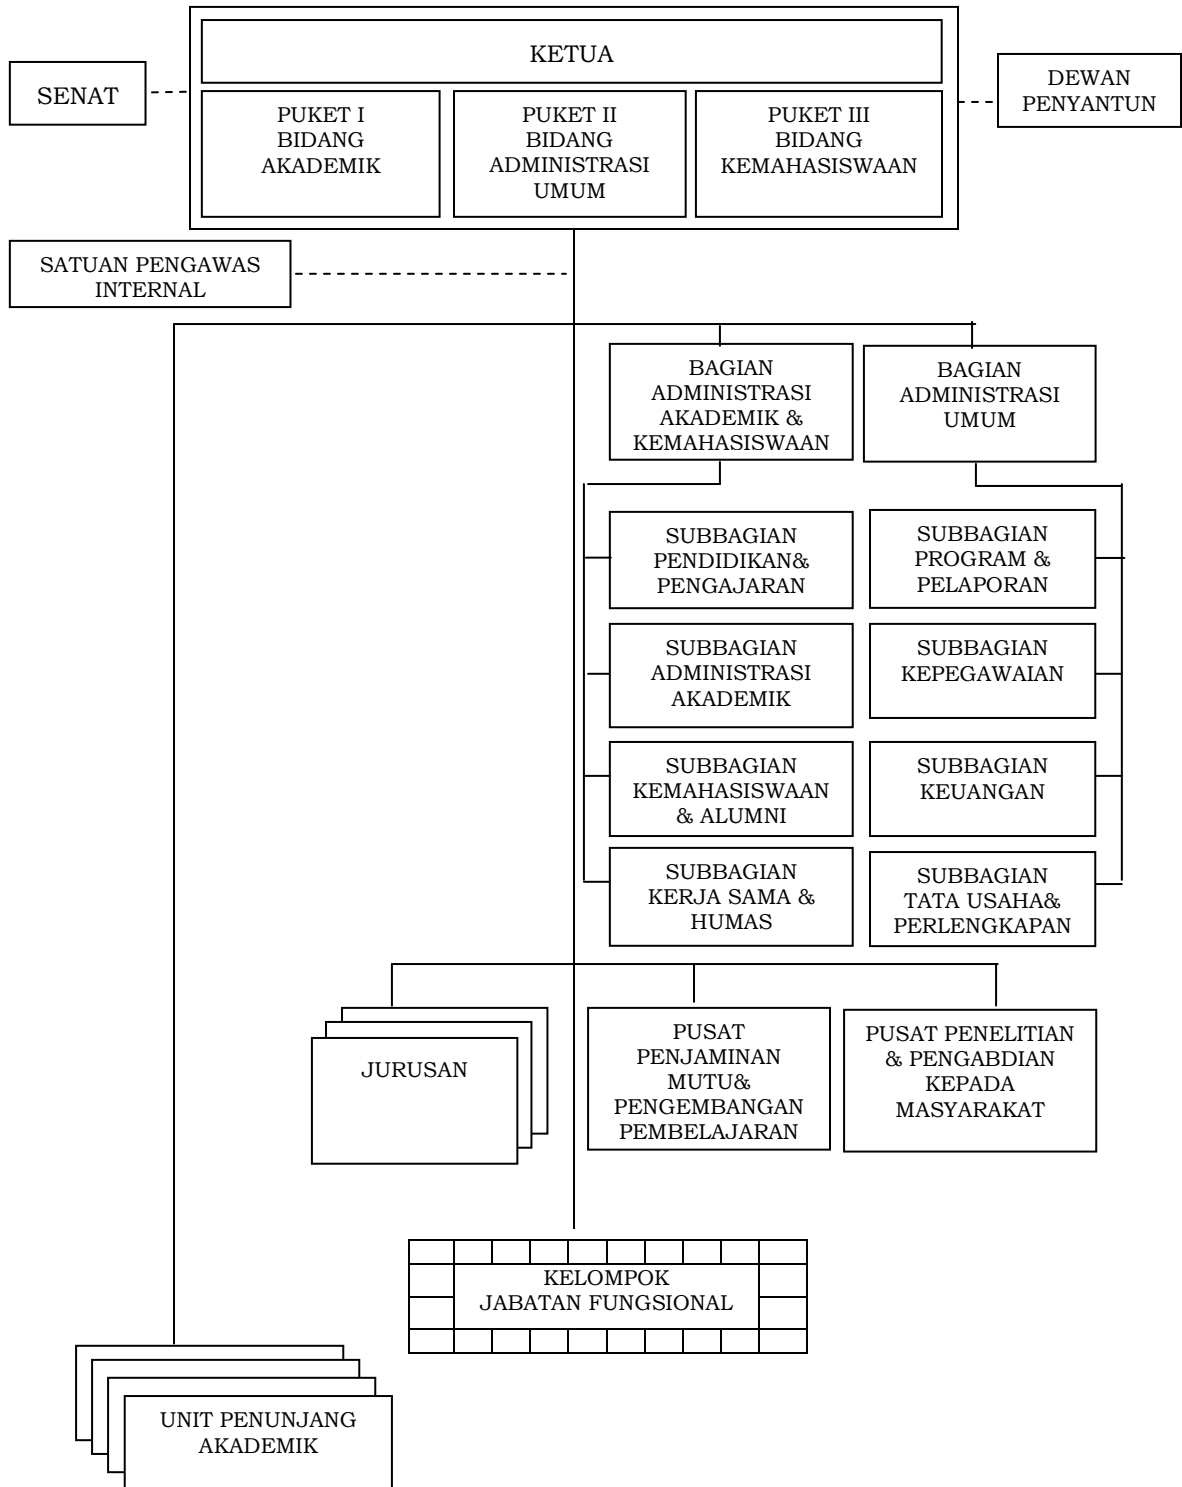 KETUA
SENAT
DEWAN
PENYANTUN
PUKET I
BIDANG
AKADEMIK
PUKET II
BIDANG
ADMINISTRASI
UMUM
PUKET III
BIDANG
KEMAHASISWAAN
SATUAN PENGAWAS
INTERNAL
BAGIAN
ADMINISTRASI
AKADEMIK &
KEMAHASISWAAN
BAGIAN
ADMINISTRASI
UMUM
SUBBAGIAN
PENDIDIKAN&
PENGAJARAN
SUBBAGIAN
PROGRAM &
PELAPORAN
SUBBAGIAN
ADMINISTRASI
AKADEMIK
SUBBAGIAN
KEPEGAWAIAN
SUBBAGIAN
KEMAHASISWAAN
& ALUMNI
SUBBAGIAN
KEUANGAN
SUBBAGIAN
KERJA SAMA &
HUMAS
SUBBAGIAN
TATA USAHA&
PERLENGKAPAN
JURUSAN
PUSAT
PENJAMINAN
MUTU&
PENGEMBANGAN
PEMBELAJARAN
PUSAT PENELITIAN
& PENGABDIAN
KEPADA
MASYARAKAT
KELOMPOK
JABATAN FUNGSIONAL
UNIT PENUNJANG
AKADEMIK